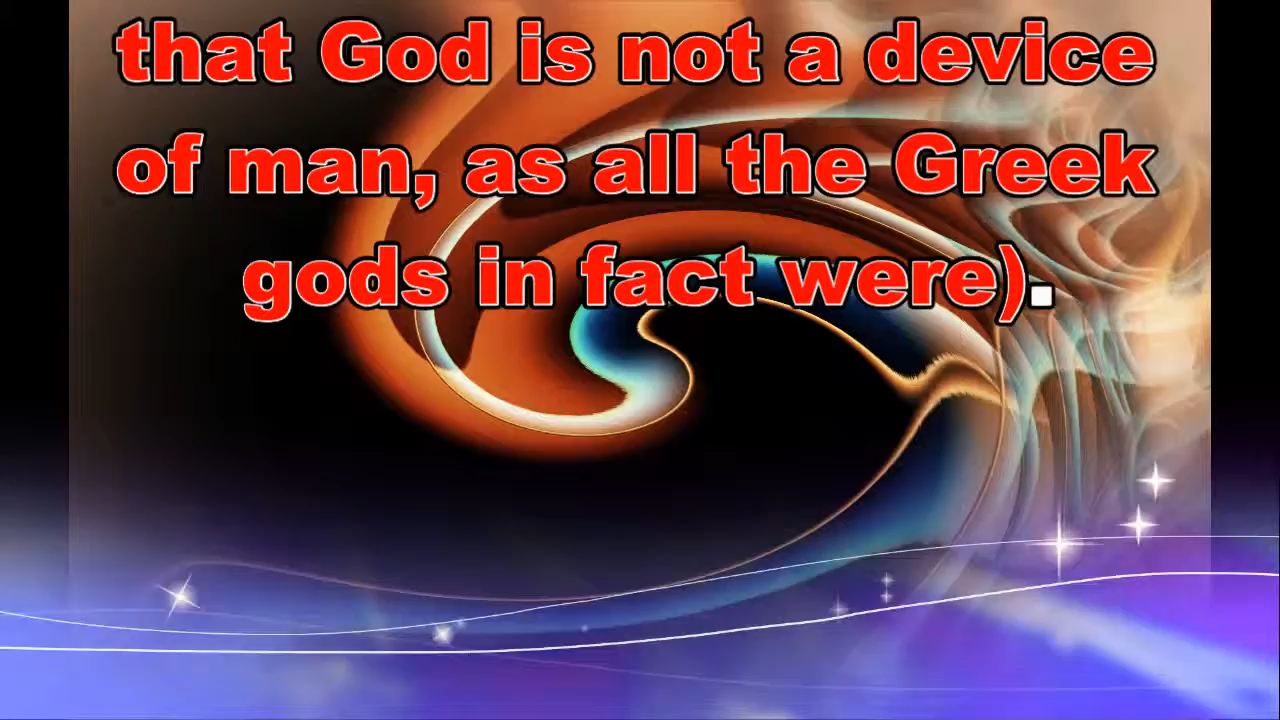 that God is not a device
of man, as all the Greek
gods in fact were).